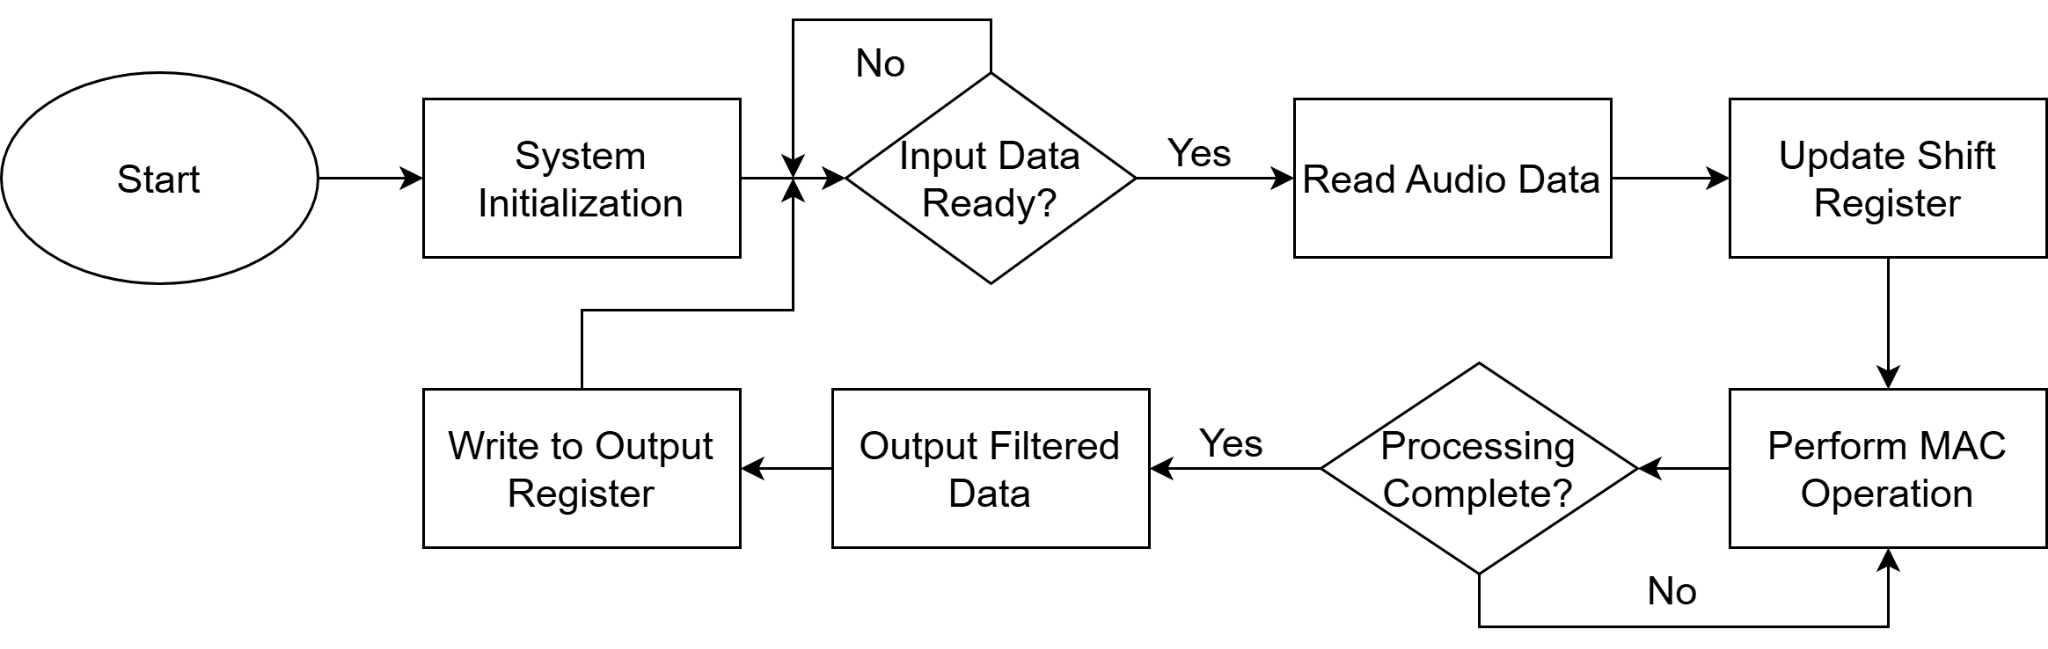 Start
System
Initialization
No
Input Data
Ready?
Yes
Read Audio Data
Update Shift
Register
Perform MAC
Operation
Processing
Complete?
No
Yes
Output Filtered
Data
Write to Output
Register